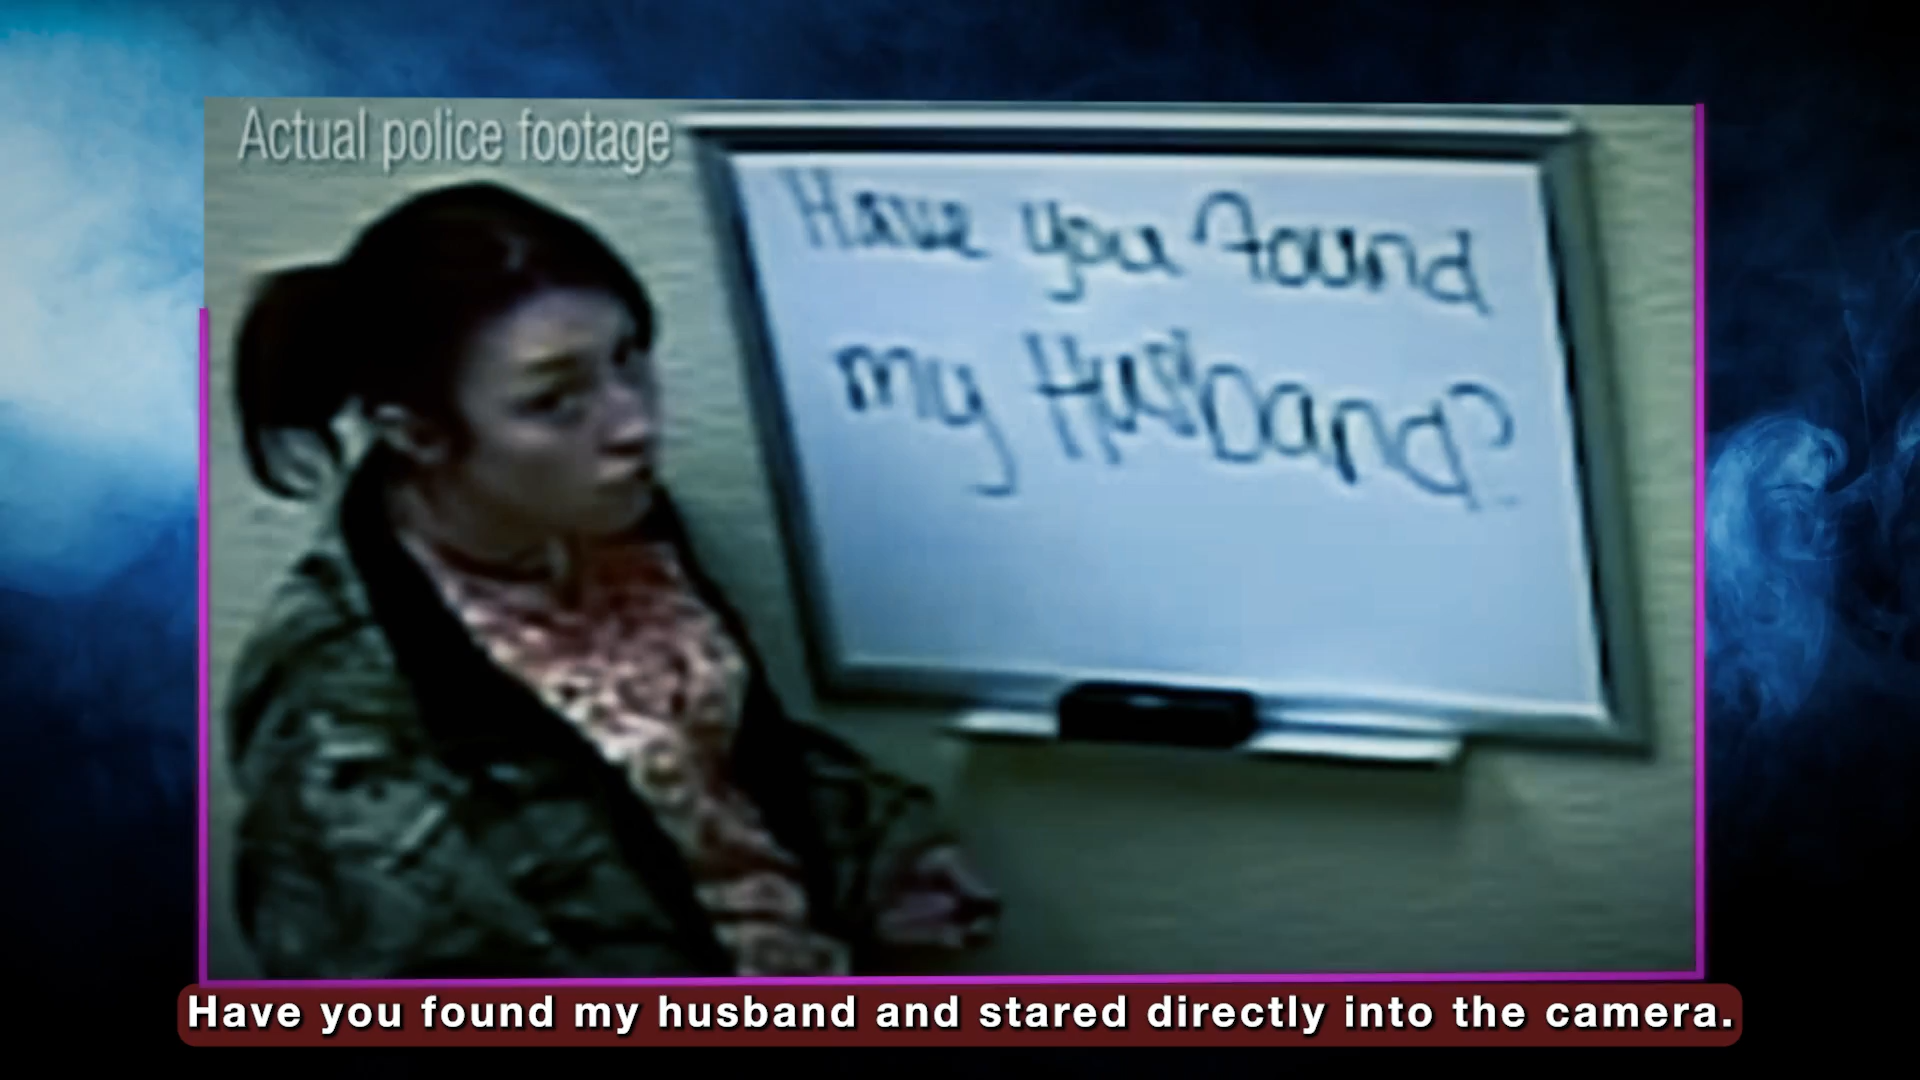 Actual police footage
Have you found
my Husband?
Have you found my husband and stared directly into the camera.